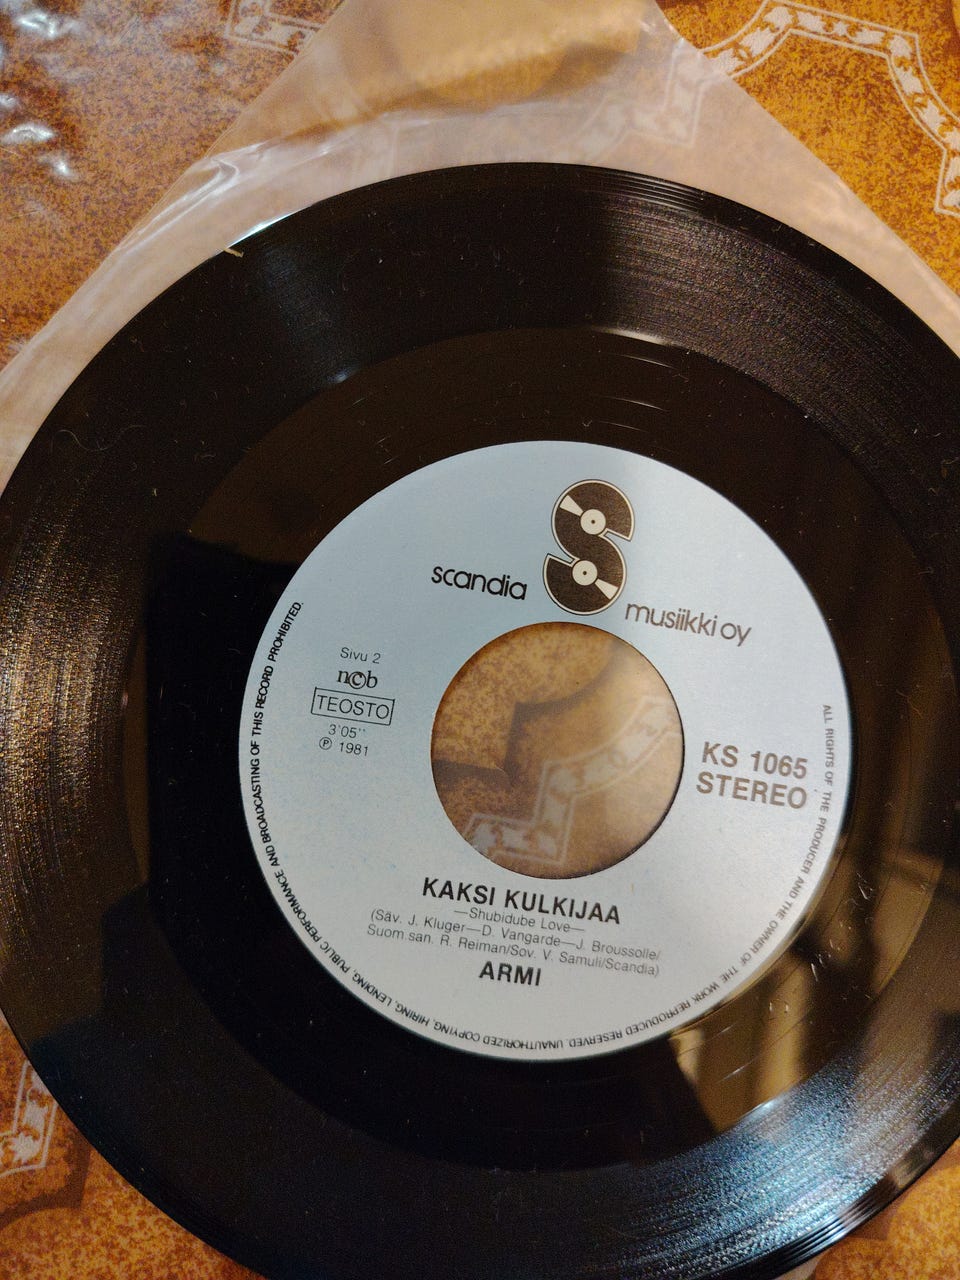 scandia
musiikki oy
Sivu 2
n©b
TEOSTO
3'05''
℗ 1981
KS 1065
STEREO
KAKSI KULKIJAA
—Shubidube Love—
(Säv. J. Kluger—D. Vangarde—J. Broussolle/
Suom.san. R. Reiman/Sov. V. Samuli/Scandia)
ARMI
ALL RIGHTS OF THE PRODUCER AND THE OWNER OF THE WORK REPRODUCED RESERVED. UNAUTHORIZED COPYING, HIRING, LENDING, PUBLIC PERFORMANCE AND BROADCASTING OF THIS RECORD PROHIBITED.